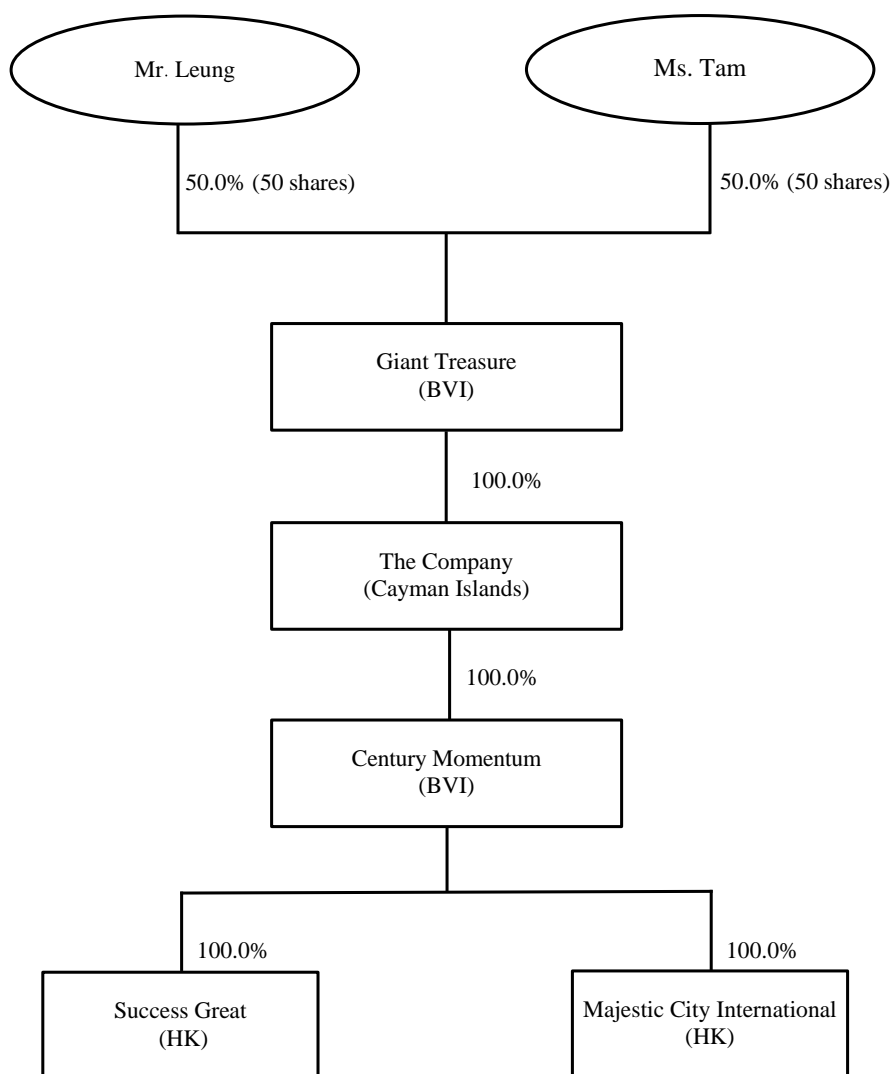 Mr. Leung
Ms. Tam
50.0% (50 shares)
50.0% (50 shares)
Giant Treasure
(BVI)
100.0%
The Company
(Cayman Islands)
100.0%
Century Momentum
(BVI)
100.0%
100.0%
Success Great
(HK)
Majestic City International
(HK)